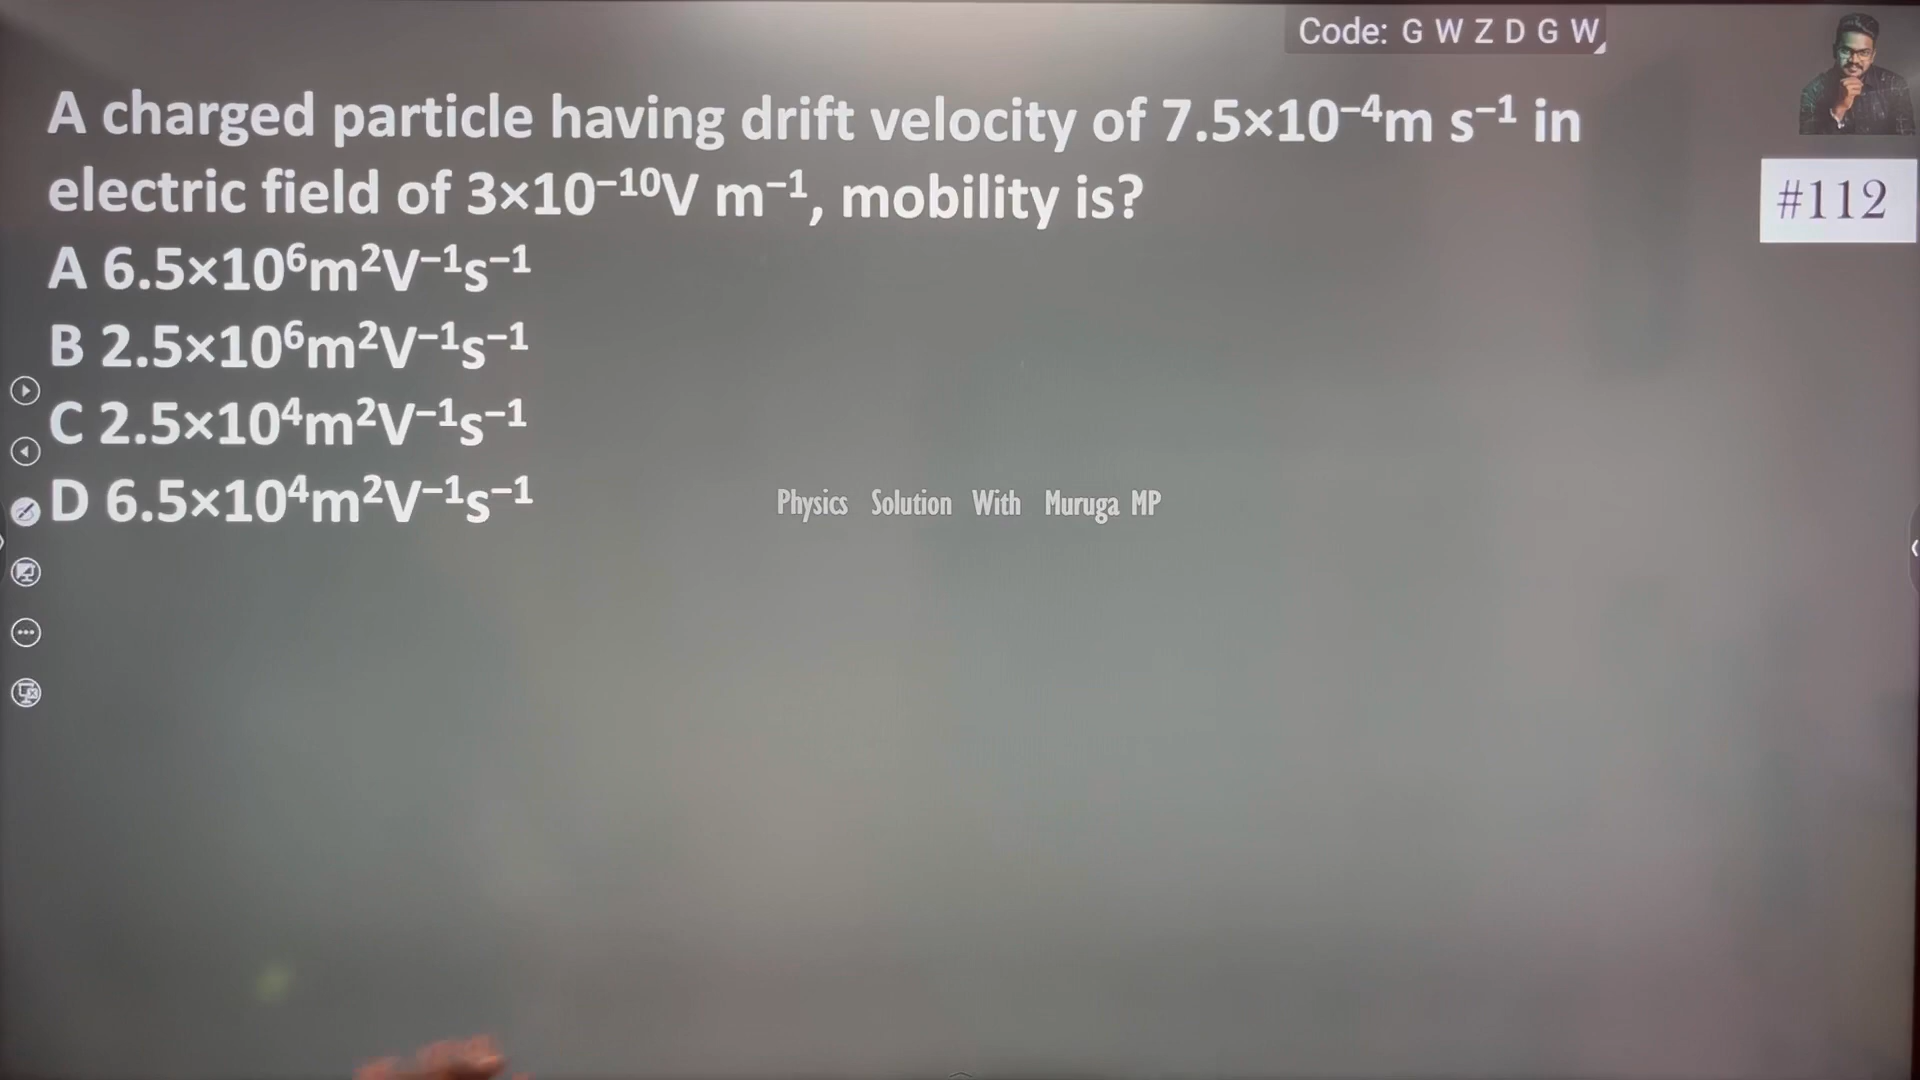 Code: G W Z D G W
A charged particle having drift velocity of 7.5×10⁻⁴m s⁻¹ in
electric field of 3×10⁻¹⁰V m⁻¹, mobility is?
#112
A 6.5×10⁶m²V⁻¹s⁻¹
B 2.5×10⁶m²V⁻¹s⁻¹
C 2.5×10⁴m²V⁻¹s⁻¹
D 6.5×10⁴m²V⁻¹s⁻¹
Physics Solution With Muruga MP